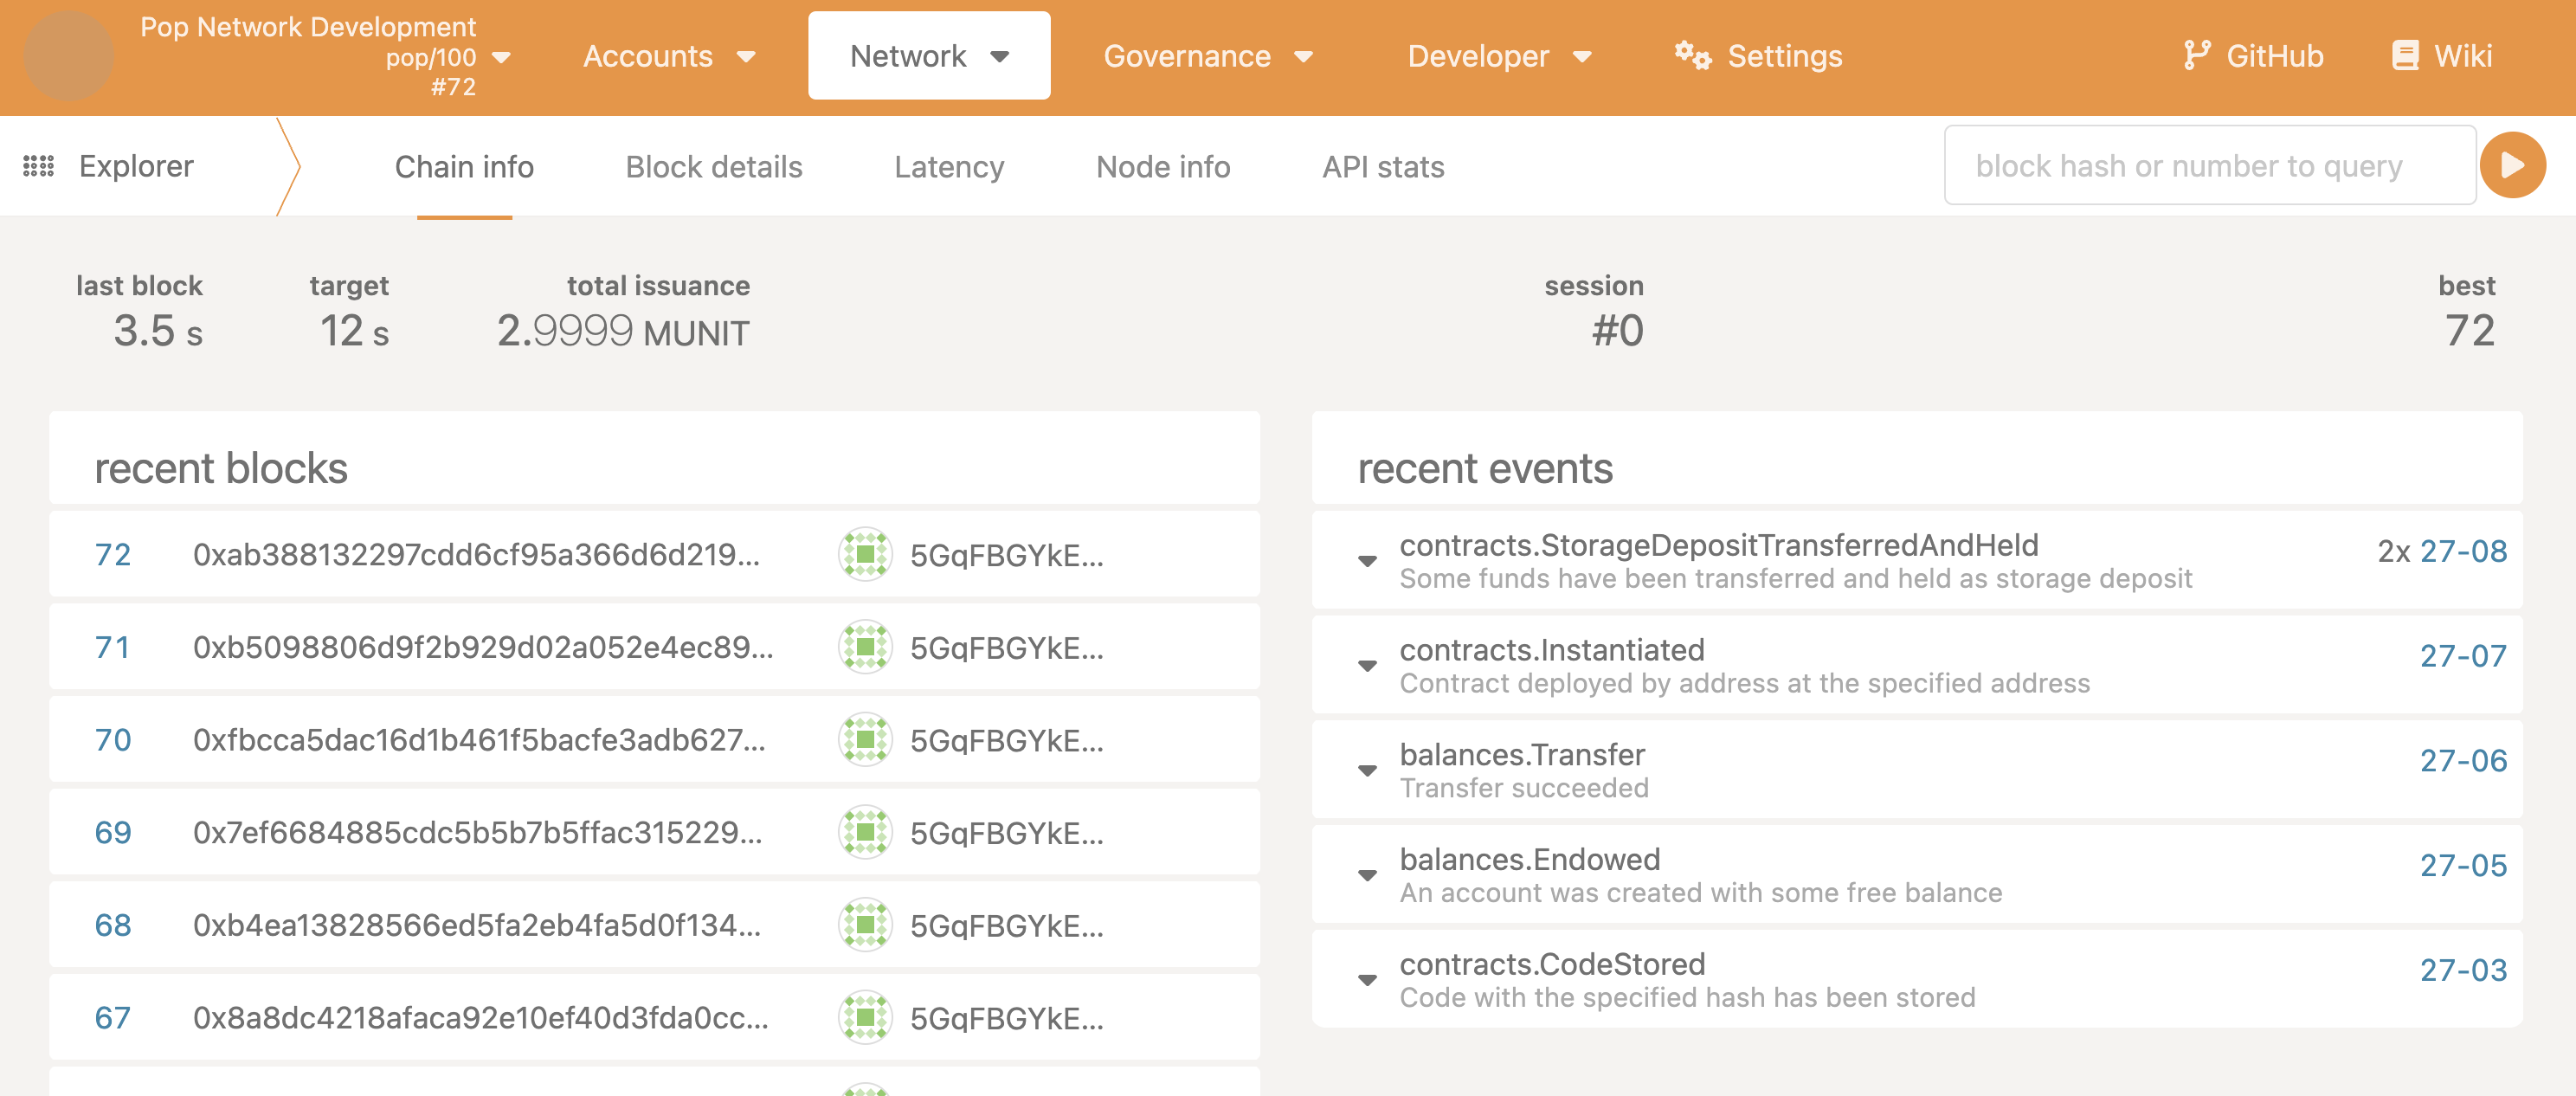 Pop Network Development
pop/100
#72
Accounts
Network
Governance
Developer
Settings
GitHub
Wiki
Explorer
Chain info
Block details
Latency
Node info
API stats
block hash or number to query
last block
3.5 s
target
12 s
total issuance
2.9999 MUNIT
session
#0
best
72
recent blocks
72 0xab388132297cdd6cf95a366d6d219... 5GqFBGYkE...
71 0xb5098806d9f2b929d02a052e4ec89... 5GqFBGYkE...
70 0xfbcca5dac16d1b461f5bacfe3adb627... 5GqFBGYkE...
69 0x7ef6684885cdc5b5b7b5ffac315229... 5GqFBGYkE...
68 0xb4ea13828566ed5fa2eb4fa5d0f134... 5GqFBGYkE...
67 0x8a8dc4218afaca92e10ef40d3fda0cc... 5GqFBGYkE...
recent events
contracts.StorageDepositTransferredAndHeld 2x 27-08
Some funds have been transferred and held as storage deposit
contracts.Instantiated 27-07
Contract deployed by address at the specified address
balances.Transfer 27-06
Transfer succeeded
balances.Endowed 27-05
An account was created with some free balance
contracts.CodeStored 27-03
Code with the specified hash has been stored